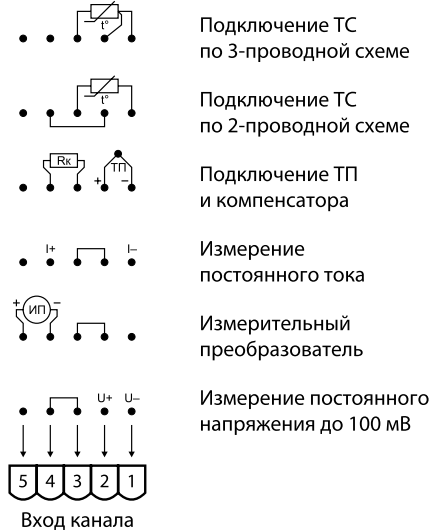 t°
Подключение ТС
по 3-проводной схеме
t°
Подключение ТС
по 2-проводной схеме
Rк
ТП
+ –
Подключение ТП
и компенсатора
I+ I–
Измерение
постоянного тока
+ ИП –
Измерительный
преобразователь
U+ U–
Измерение постоянного
напряжения до 100 мВ
5 4 3 2 1
Вход канала